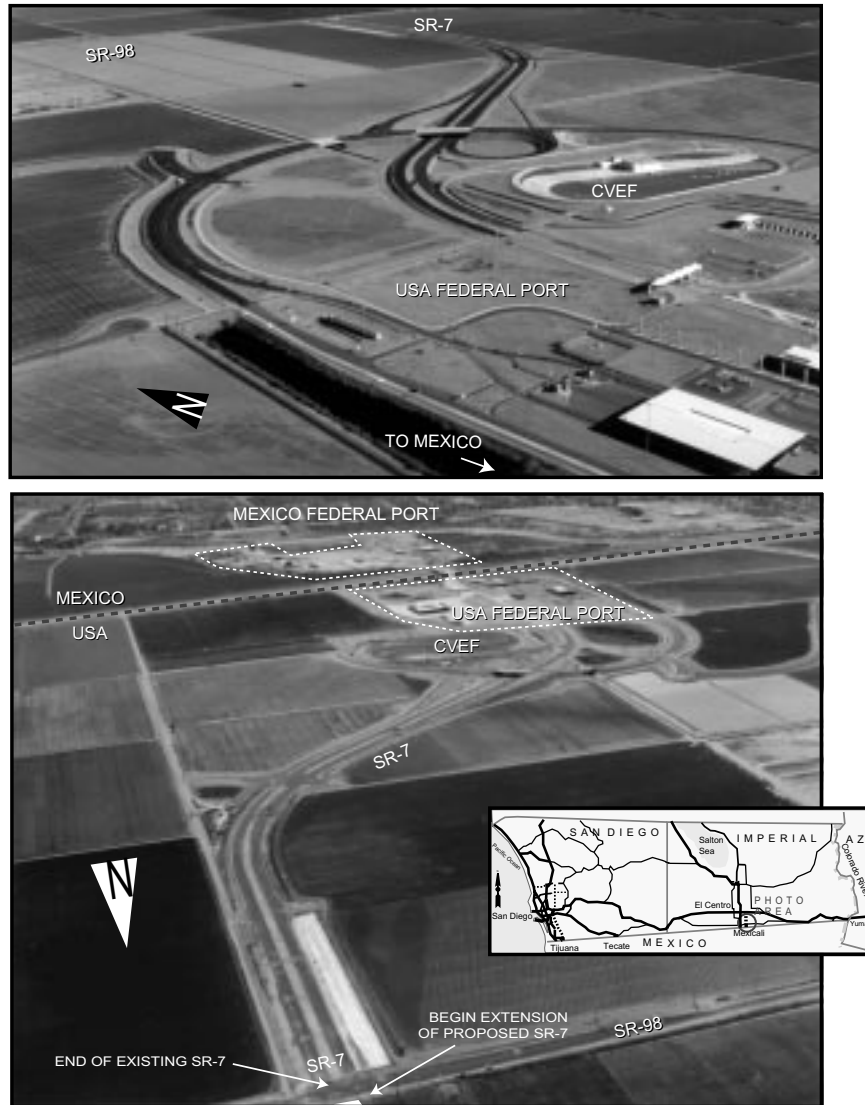 SR-7
SR-98
CVEF
USA FEDERAL PORT
N
TO MEXICO
MEXICO FEDERAL PORT
MEXICO
USA FEDERAL PORT
USA
CVEF
SR-7
N
SAN DIEGO
Salton
Sea
IMPERIAL
AZ
Pacific Ocean
Colorado River
PHOTO
AREA
El Centro
San Diego
Yuma
Mexicali
MEXICO
Tijuana
Tecate
BEGIN EXTENSION
OF PROPOSED SR-7
SR-98
END OF EXISTING SR-7
SR-7